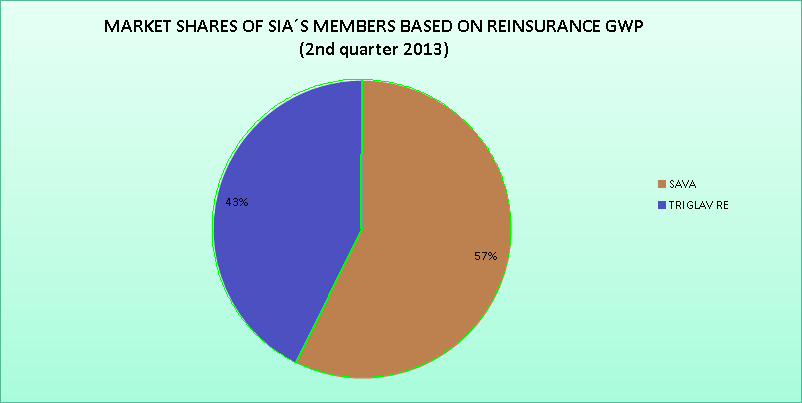 MARKET SHARES OF SIA´S MEMBERS BASED ON REINSURANCE GWP
(2nd quarter 2013)
43%
57%
SAVA
TRIGLAV RE